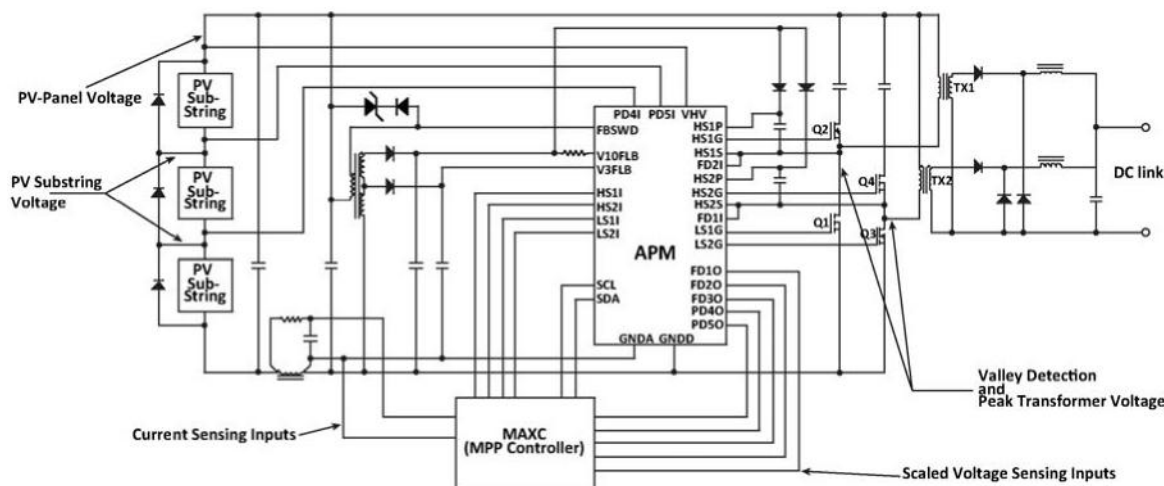 PV-Panel Voltage
PV Substring
Voltage
PV
Sub-
String
PV
Sub-
String
PV
Sub-
String
PD4I PD5I VHV
FBSWD
V10FLB
V3FLB
HS1I
HS2I
LS1I
LS2I
SCL
SDA
APM
HS1P
HS1G
HS1S
FD2I
HS2P
HS2G
HS2S
FD1I
LS1G
LS2G
FD1O
FD2O
FD3O
PD4O
PD5O
GNDA GNDD
Q2
Q4
Q1
Q3
TX1
TX2
DC link
Current Sensing Inputs
MAXC
(MPP Controller)
Valley Detection
and
Peak Transformer Voltage
Scaled Voltage Sensing Inputs